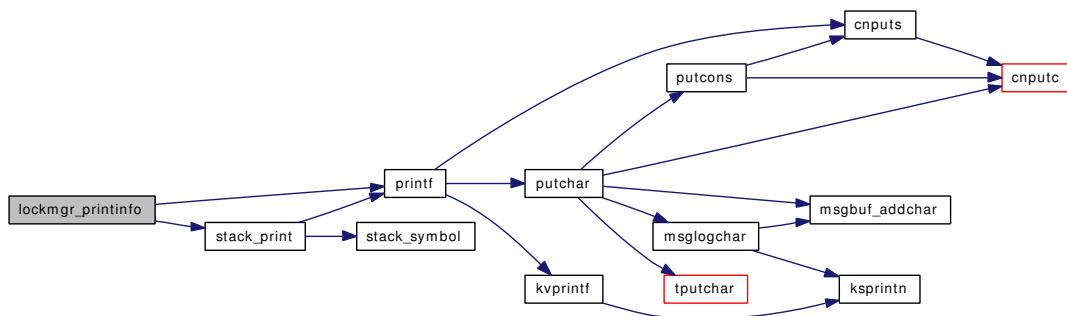 cnputs
putcons
cnputc
printf
putchar
lockmgr_printinfo
msgbuf_addchar
stack_print
stack_symbol
msglogchar
kvprintf
tputchar
ksprintn